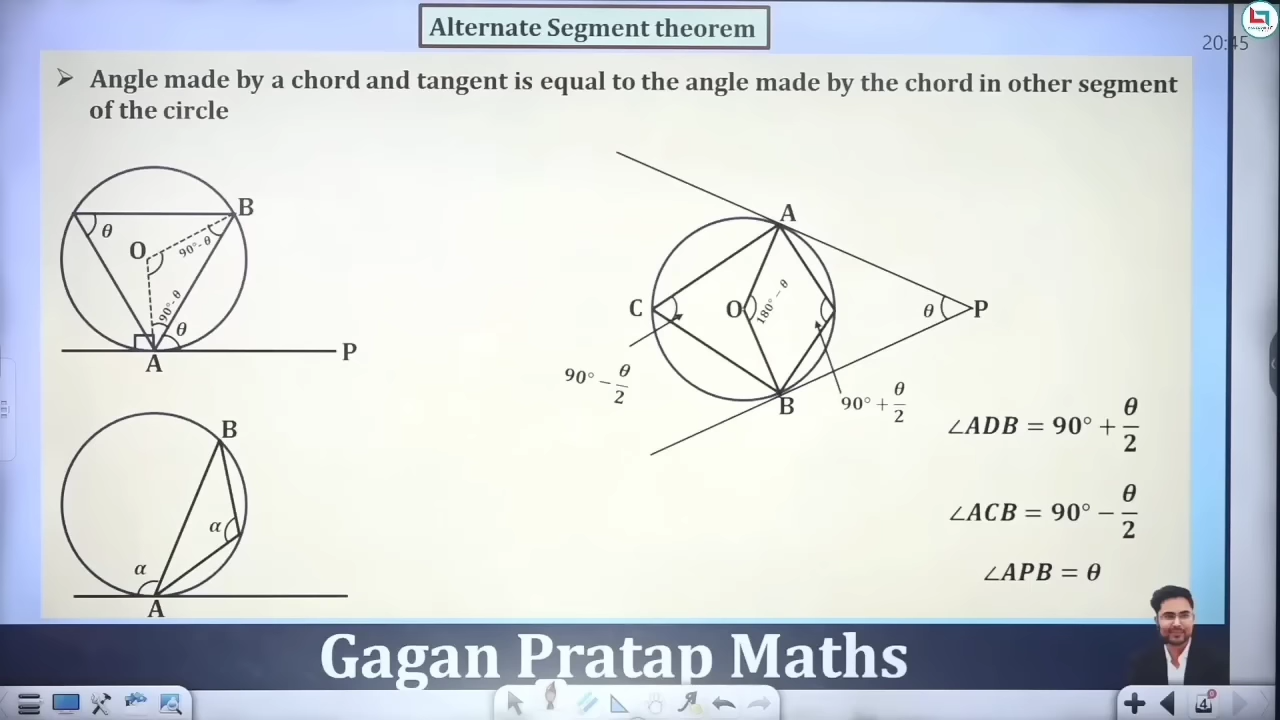 Alternate Segment theorem
20:45
➢ Angle made by a chord and tangent is equal to the angle made by the chord in other segment
of the circle
B
θ
O
90°- θ
90°- θ
θ
A
P
B
α
α
A
A
C
O
180° − θ
θ
P
90° − θ/2
B
90° + θ/2
∠ADB = 90° + θ/2
∠ACB = 90° − θ/2
∠APB = θ
Gagan Pratap Maths
4